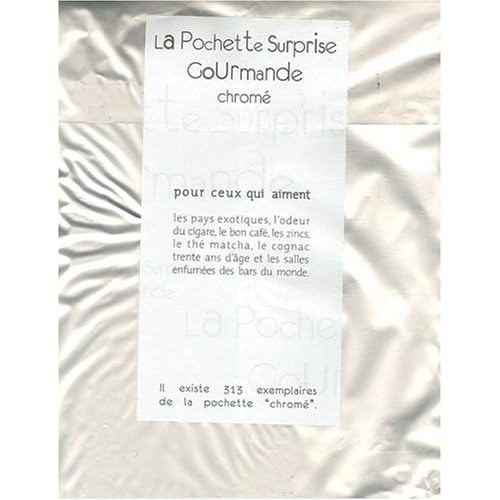 La Pochette Surprise
Gourmande
chromé
pour ceux qui aiment
les pays exotiques, l'odeur
du cigare, le bon café, les zincs,
le thé matcha, le cognac
trente ans d'âge et les salles
enfumées des bars du monde.
Il existe 313 exemplaires
de la pochette "chromé".